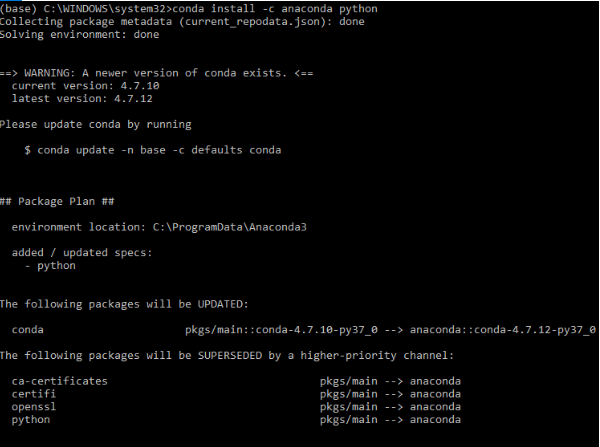 (base) C:\WINDOWS\system32>conda install -c anaconda python
Collecting package metadata (current_repodata.json): done
Solving environment: done
==> WARNING: A newer version of conda exists. <==
current version: 4.7.10
latest version: 4.7.12
Please update conda by running
$ conda update -n base -c defaults conda
## Package Plan ##
environment location: C:\ProgramData\Anaconda3
added / updated specs:
- python
The following packages will be UPDATED:
conda pkgs/main::conda-4.7.10-py37_0 --> anaconda::conda-4.7.12-py37_0
The following packages will be SUPERSEDED by a higher-priority channel:
ca-certificates pkgs/main --> anaconda
certifi pkgs/main --> anaconda
openssl pkgs/main --> anaconda
python pkgs/main --> anaconda